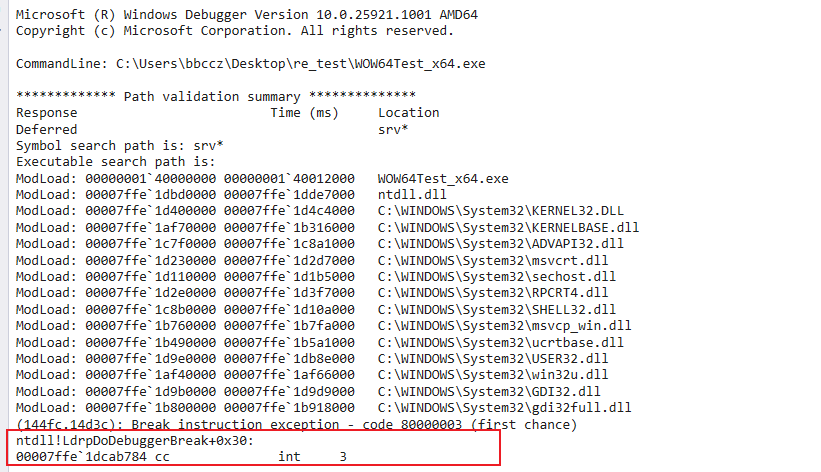 Microsoft (R) Windows Debugger Version 10.0.25921.1001 AMD64
Copyright (c) Microsoft Corporation. All rights reserved.
CommandLine: C:\Users\bbccz\Desktop\re_test\WOW64Test_x64.exe
************* Path validation summary **************
Response Time (ms) Location
Deferred srv*
Symbol search path is: srv*
Executable search path is:
ModLoad: 00000001`40000000 00000001`40012000 WOW64Test_x64.exe
ModLoad: 00007ffe`1dbd0000 00007ffe`1dde7000 ntdll.dll
ModLoad: 00007ffe`1d400000 00007ffe`1d4c4000 C:\WINDOWS\System32\KERNEL32.DLL
ModLoad: 00007ffe`1af70000 00007ffe`1b316000 C:\WINDOWS\System32\KERNELBASE.dll
ModLoad: 00007ffe`1c7f0000 00007ffe`1c8a1000 C:\WINDOWS\System32\ADVAPI32.dll
ModLoad: 00007ffe`1d230000 00007ffe`1d2d7000 C:\WINDOWS\System32\msvcrt.dll
ModLoad: 00007ffe`1d110000 00007ffe`1d1b5000 C:\WINDOWS\System32\sechost.dll
ModLoad: 00007ffe`1d2e0000 00007ffe`1d3f7000 C:\WINDOWS\System32\RPCRT4.dll
ModLoad: 00007ffe`1c8b0000 00007ffe`1d10a000 C:\WINDOWS\System32\SHELL32.dll
ModLoad: 00007ffe`1b760000 00007ffe`1b7fa000 C:\WINDOWS\System32\msvcp_win.dll
ModLoad: 00007ffe`1b490000 00007ffe`1b5a1000 C:\WINDOWS\System32\ucrtbase.dll
ModLoad: 00007ffe`1d9e0000 00007ffe`1db8e000 C:\WINDOWS\System32\USER32.dll
ModLoad: 00007ffe`1af40000 00007ffe`1af66000 C:\WINDOWS\System32\win32u.dll
ModLoad: 00007ffe`1d9b0000 00007ffe`1d9d9000 C:\WINDOWS\System32\GDI32.dll
ModLoad: 00007ffe`1b800000 00007ffe`1b918000 C:\WINDOWS\System32\gdi32full.dll
(144fc.14d3c): Break instruction exception - code 80000003 (first chance)
ntdll!LdrpDoDebuggerBreak+0x30:
00007ffe`1dcab784 cc int 3